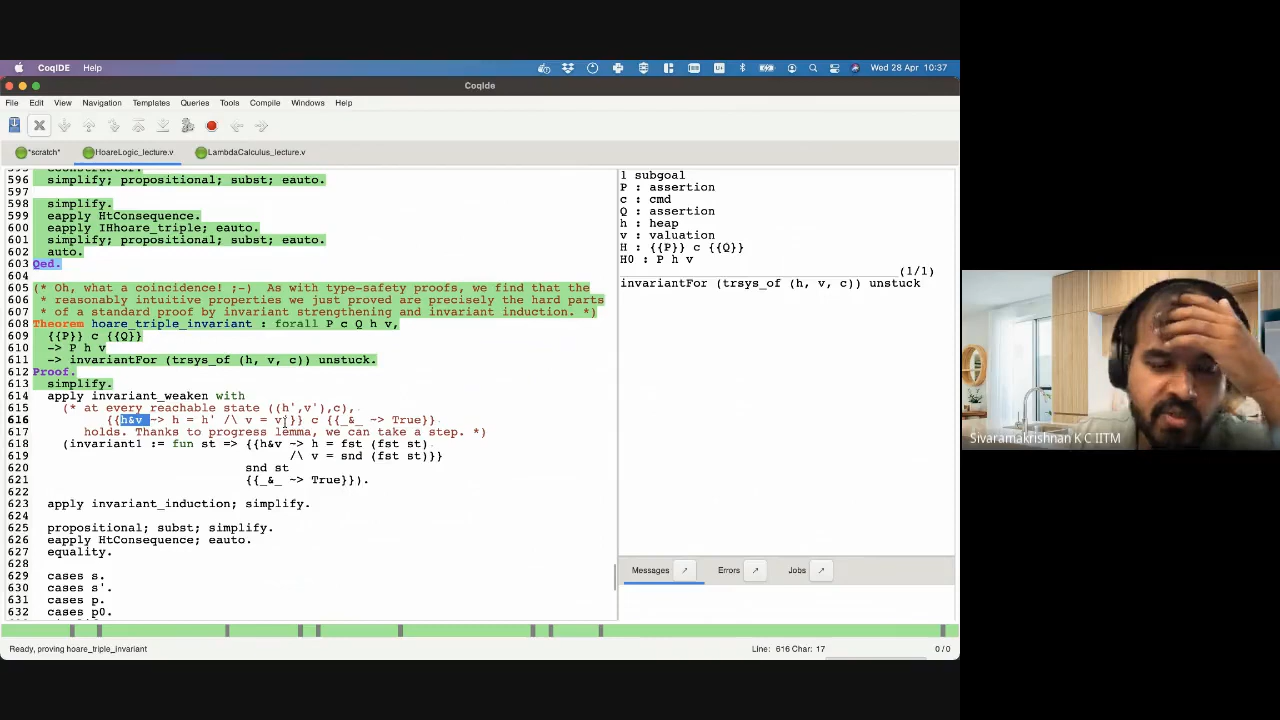 CoqIDE Help Wed 28 Apr 10:37
CoqIde
File Edit View Navigation Templates Queries Tools Compile Windows Help
*scratch* HoareLogic_lecture.v LambdaCalculus_lecture.v
596 simplify; propositional; subst; eauto.
597
598 simplify.
599 eapply HtConsequence.
600 eapply IHhoare_triple; eauto.
601 simplify; propositional; subst; eauto.
602 auto.
603 Qed.
604
605 (* Oh, what a coincidence! ;-) As with type-safety proofs, we find that the
606 * reasonably intuitive properties we just proved are precisely the hard parts
607 * of a standard proof by invariant strengthening and invariant induction. *)
608 Theorem hoare_triple_invariant : forall P c Q h v,
609 {{P}} c {{Q}}
610 -> P h v
611 -> invariantFor (trsys_of (h, v, c)) unstuck.
612 Proof.
613 simplify.
614 apply invariant_weaken with
615 (* at every reachable state ((h',v'),c),
616 {{h&v ~> h = h' /\ v = v'}} c {{_&_ ~> True}}
617 holds. Thanks to progress lemma, we can take a step. *)
618 (invariant1 := fun st => {{h&v ~> h = fst (fst st)
619 /\ v = snd (fst st)}}
620 snd st
621 {{_&_ ~> True}}).
622
623 apply invariant_induction; simplify.
624
625 propositional; subst; simplify.
626 eapply HtConsequence; eauto.
627 equality.
628
629 cases s.
630 cases s'.
631 cases p.
632 cases p0.
1 subgoal
P : assertion
c : cmd
Q : assertion
h : heap
v : valuation
H : {{P}} c {{Q}}
H0 : P h v
(1/1)
invariantFor (trsys_of (h, v, c)) unstuck
Messages Errors Jobs
Ready, proving hoare_triple_invariant Line: 616 Char: 17 0 / 0
Sivaramakrishnan K C IITM